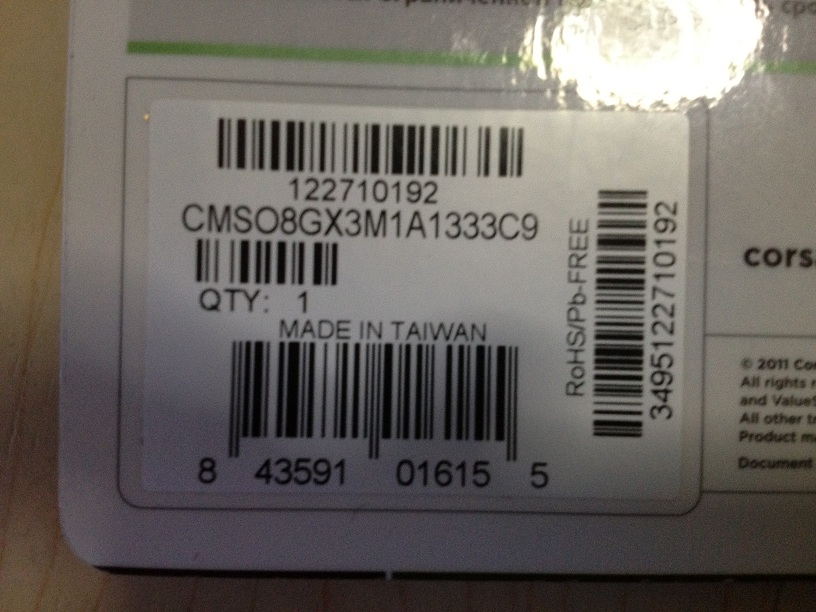 122710192
CMSO8GX3M1A1333C9
QTY: 1
MADE IN TAIWAN
8 43591 01615 5
RoHS/Pb-FREE
3495122710192
cors
© 2011 Co
All rights
and Value
All other
Product
Document